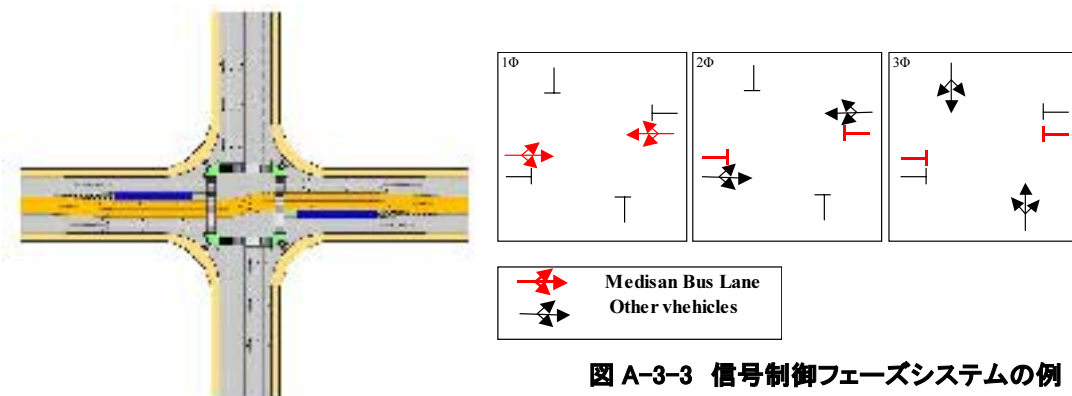 1Φ
2Φ
3Φ
Medisan Bus Lane
Other vhehicles
図 A-3-3 信号制御フェーズシステムの例